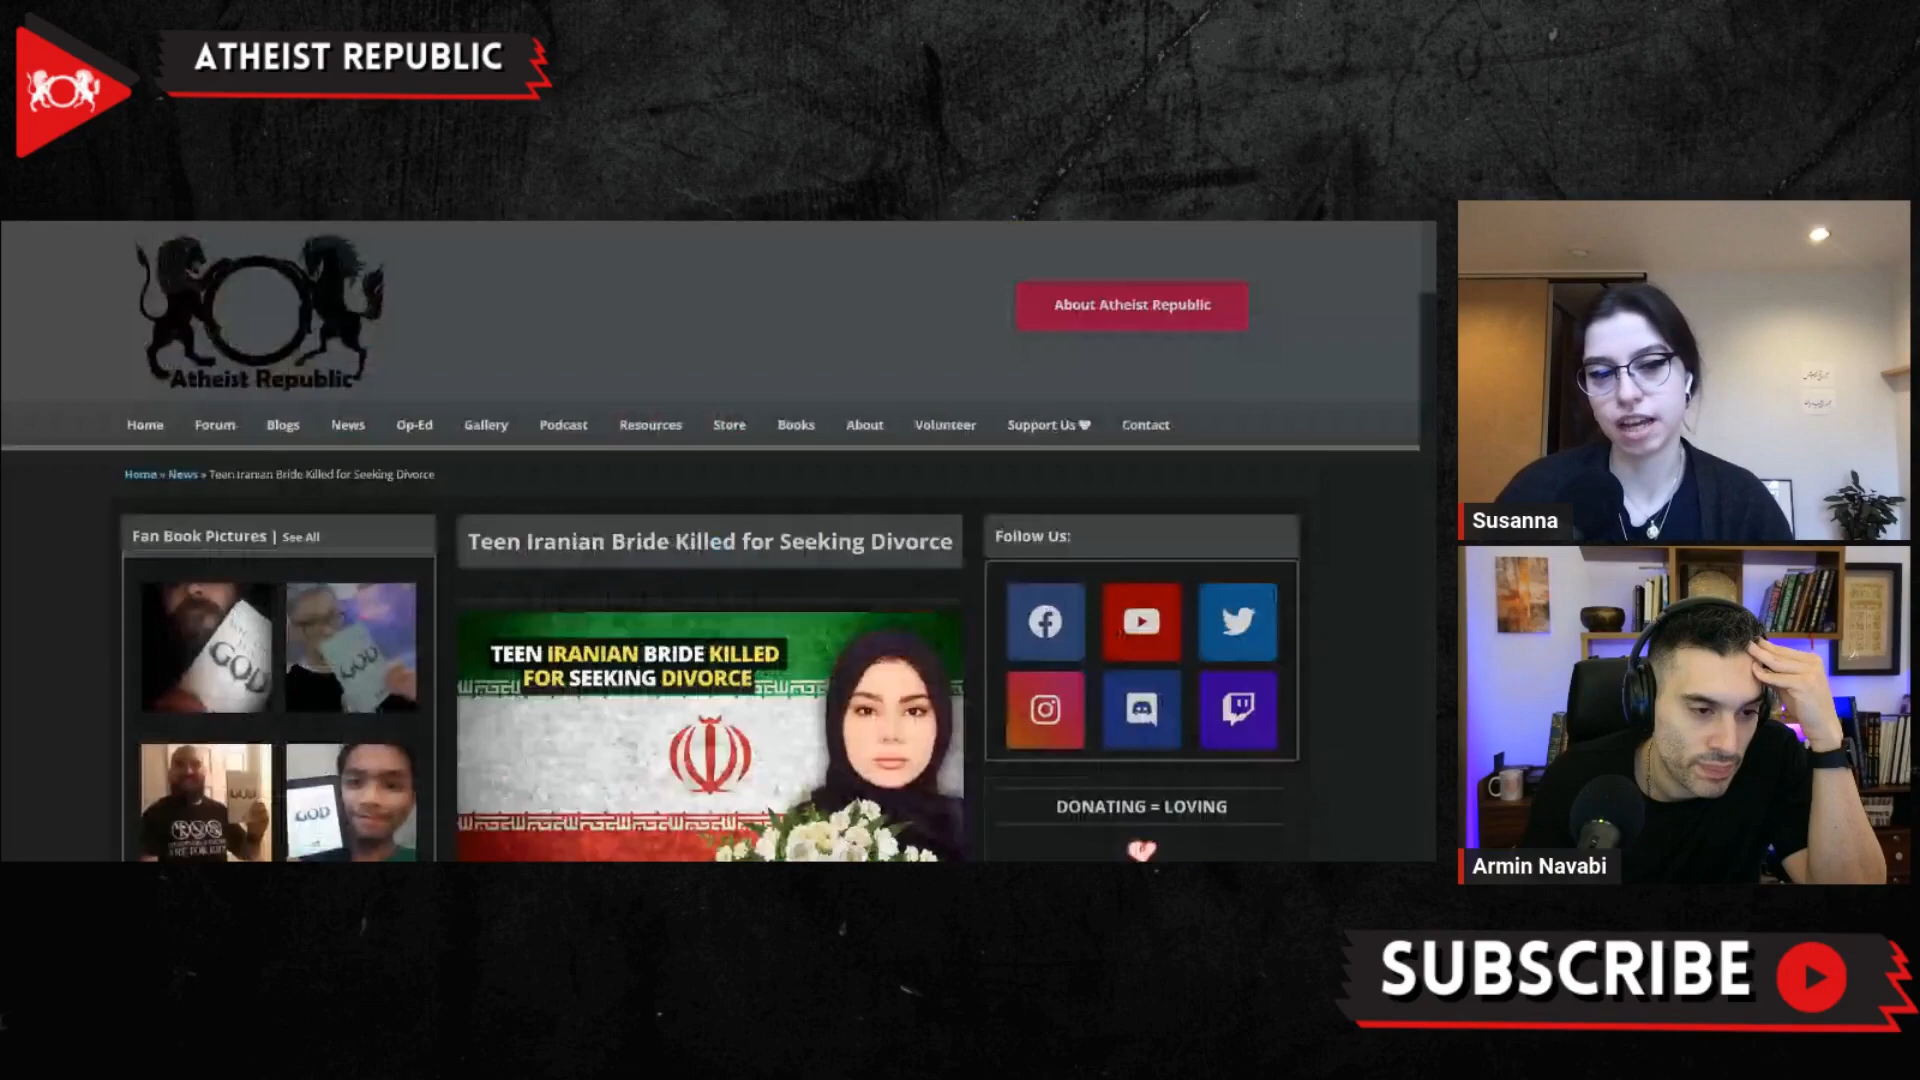 ATHEIST REPUBLIC
Atheist Republic
About Atheist Republic
Home Forum Blogs News Op-Ed Gallery Podcast Resources Store Books About Volunteer Support Us Contact
Home » News » Teen Iranian Bride Killed for Seeking Divorce
Fan Book Pictures | See All
GOD
GOD
GOD
GOD
Teen Iranian Bride Killed for Seeking Divorce
TEEN IRANIAN BRIDE KILLED
FOR SEEKING DIVORCE
Follow Us:
DONATING = LOVING
Susanna
Armin Navabi
SUBSCRIBE